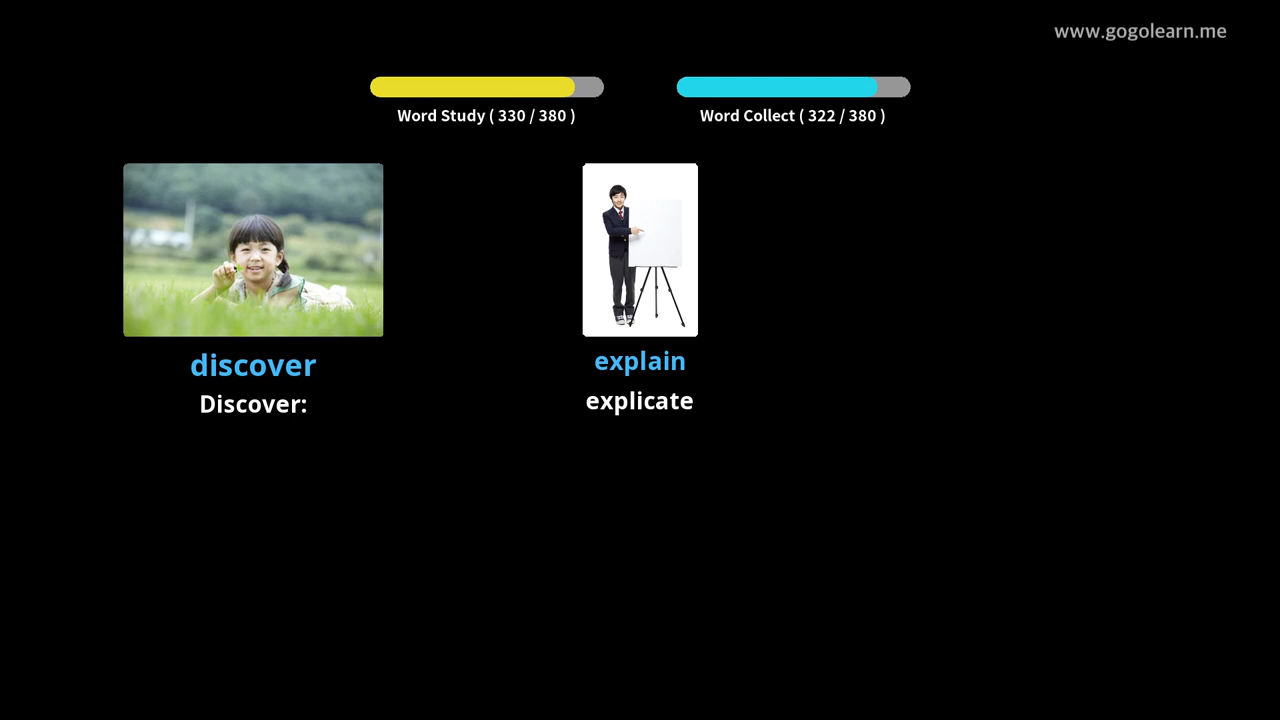 www.gogolearn.me
Word Study ( 330 / 380 )
Word Collect ( 322 / 380 )
discover
Discover:
explain
explicate